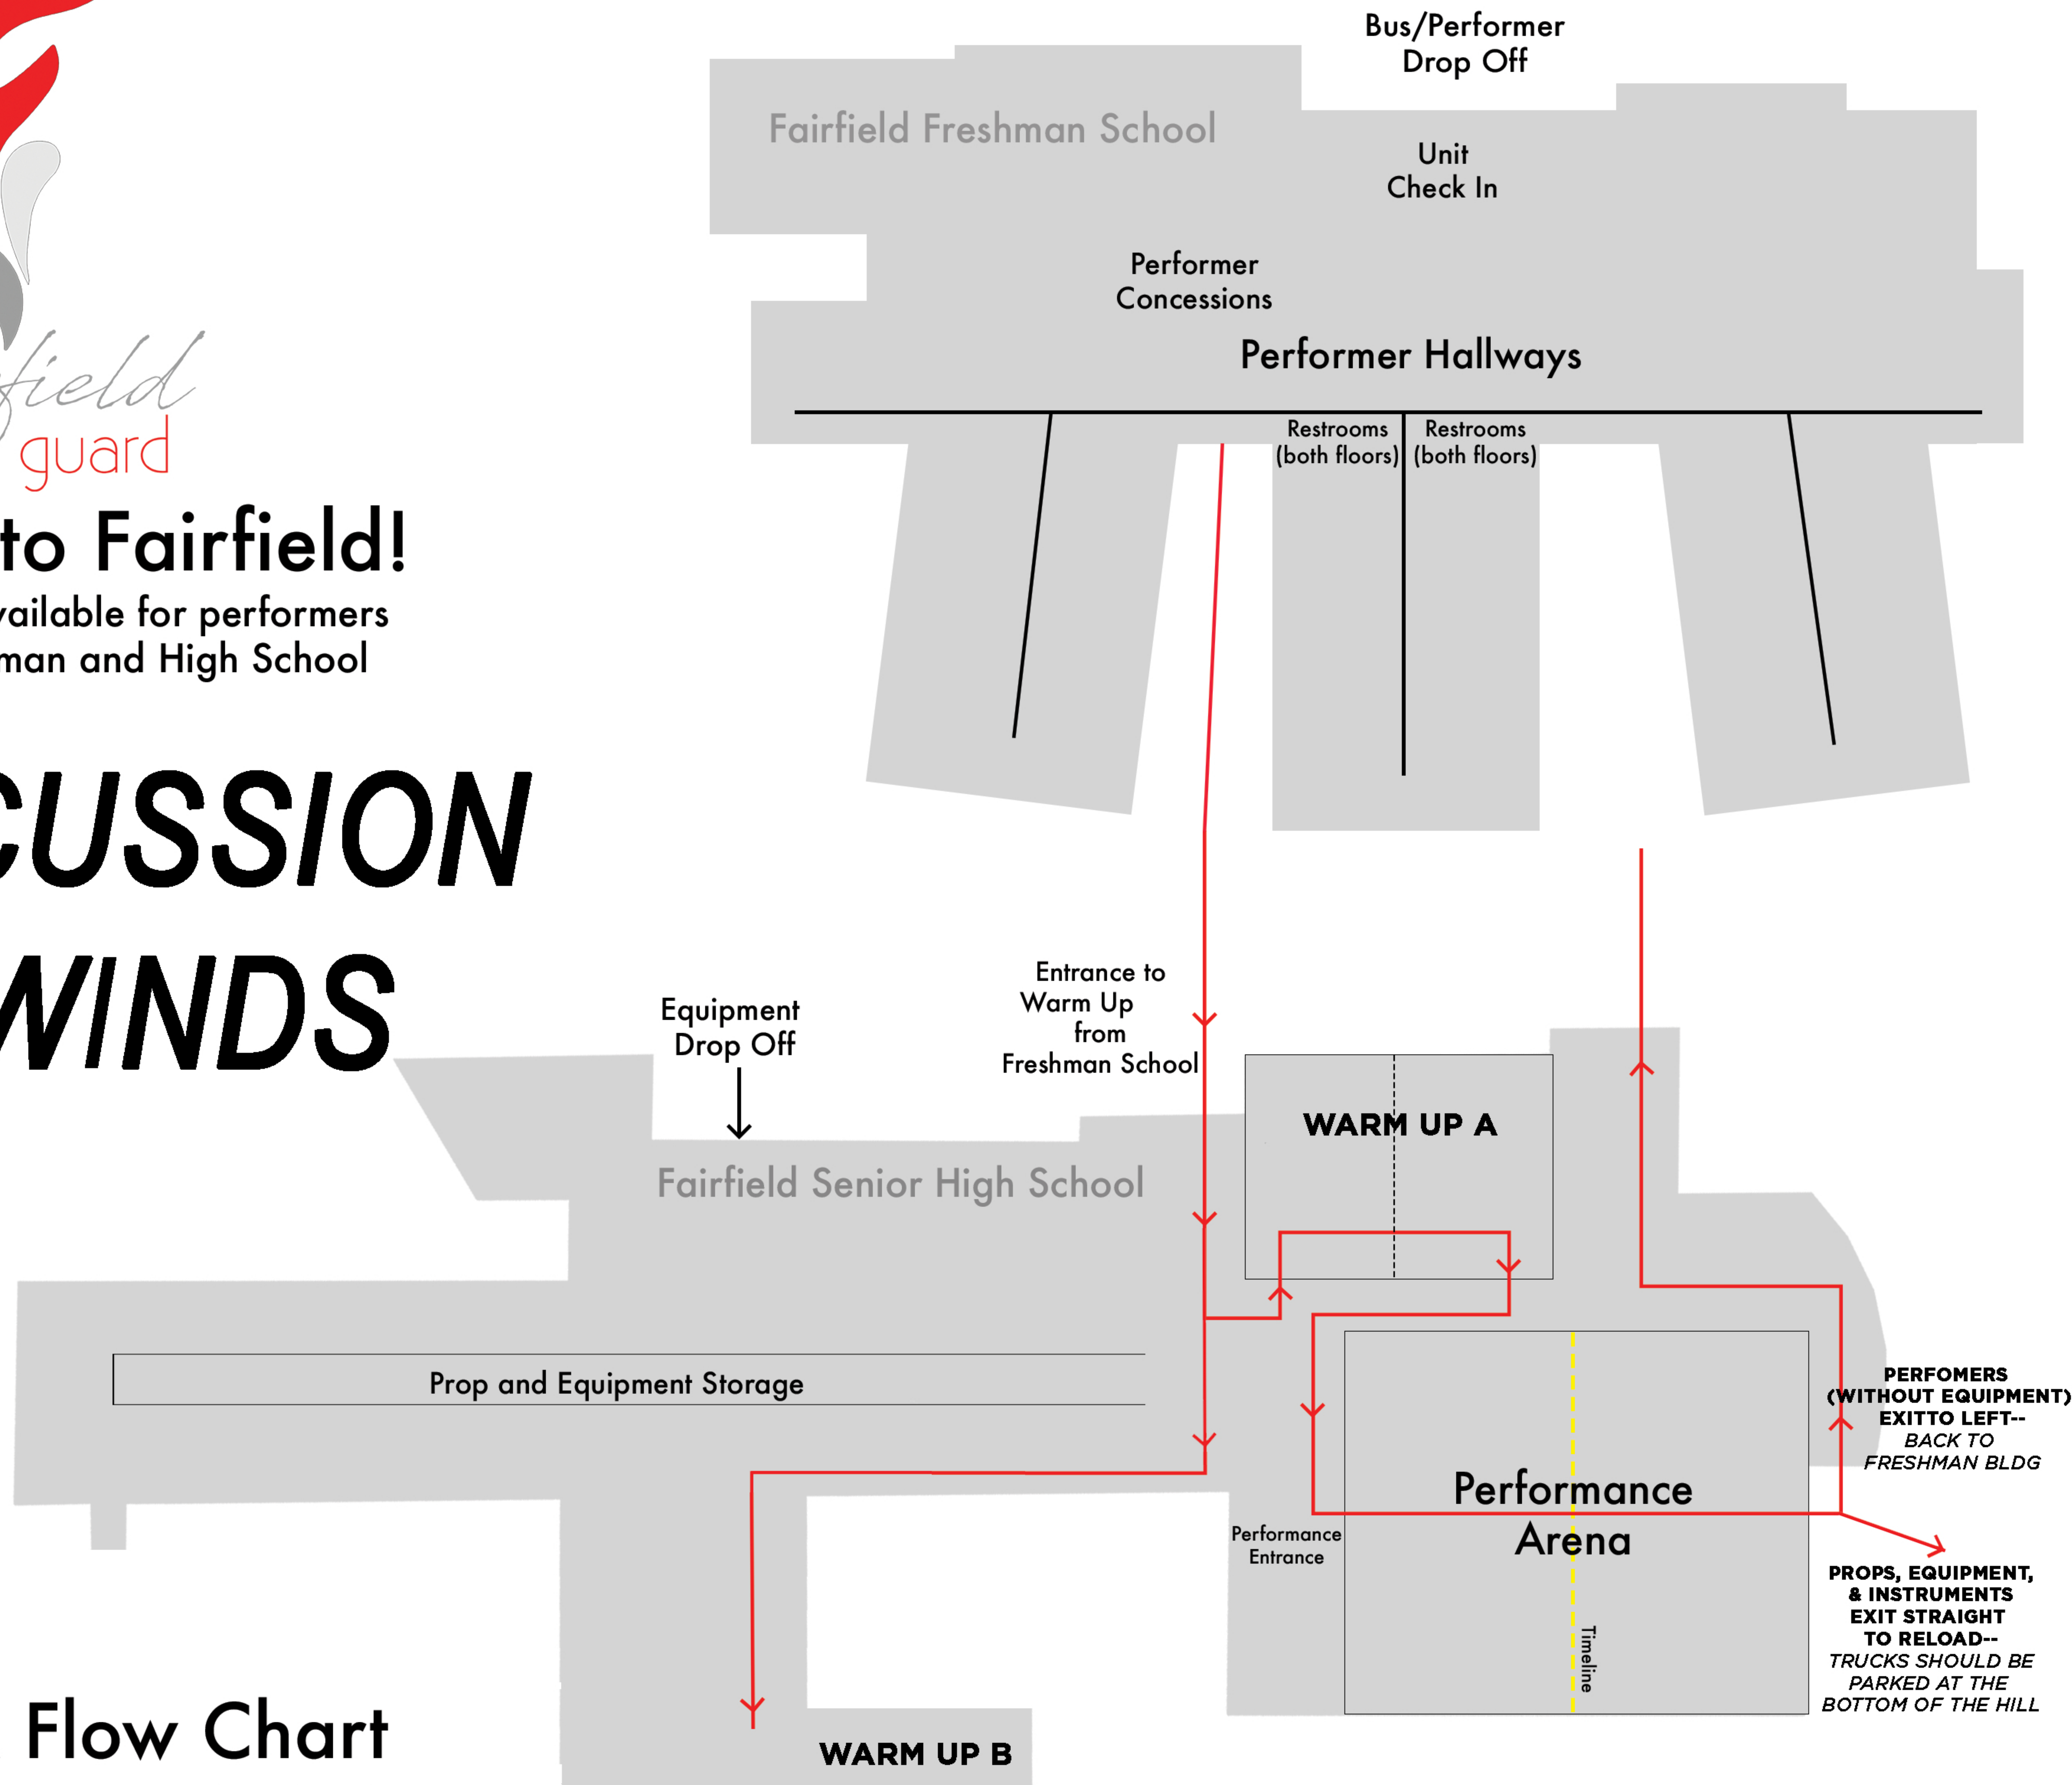 field
guard
to Fairfield!
vailable for performers
man and High School
CUSSION
WINDS
Flow Chart
Bus/Performer
Drop Off
Fairfield Freshman School
Unit
Check In
Performer
Concessions
Performer Hallways
Restrooms
(both floors)
Restrooms
(both floors)
Entrance to
Warm Up
from
Freshman School
Equipment
Drop Off
Fairfield Senior High School
WARM UP A
Prop and Equipment Storage
Performance
Arena
Performance
Entrance
Timeline
PERFOMERS
(WITHOUT EQUIPMENT)
EXITTO LEFT--
BACK TO
FRESHMAN BLDG
PROPS, EQUIPMENT,
& INSTRUMENTS
EXIT STRAIGHT
TO RELOAD--
TRUCKS SHOULD BE
PARKED AT THE
BOTTOM OF THE HILL
WARM UP B